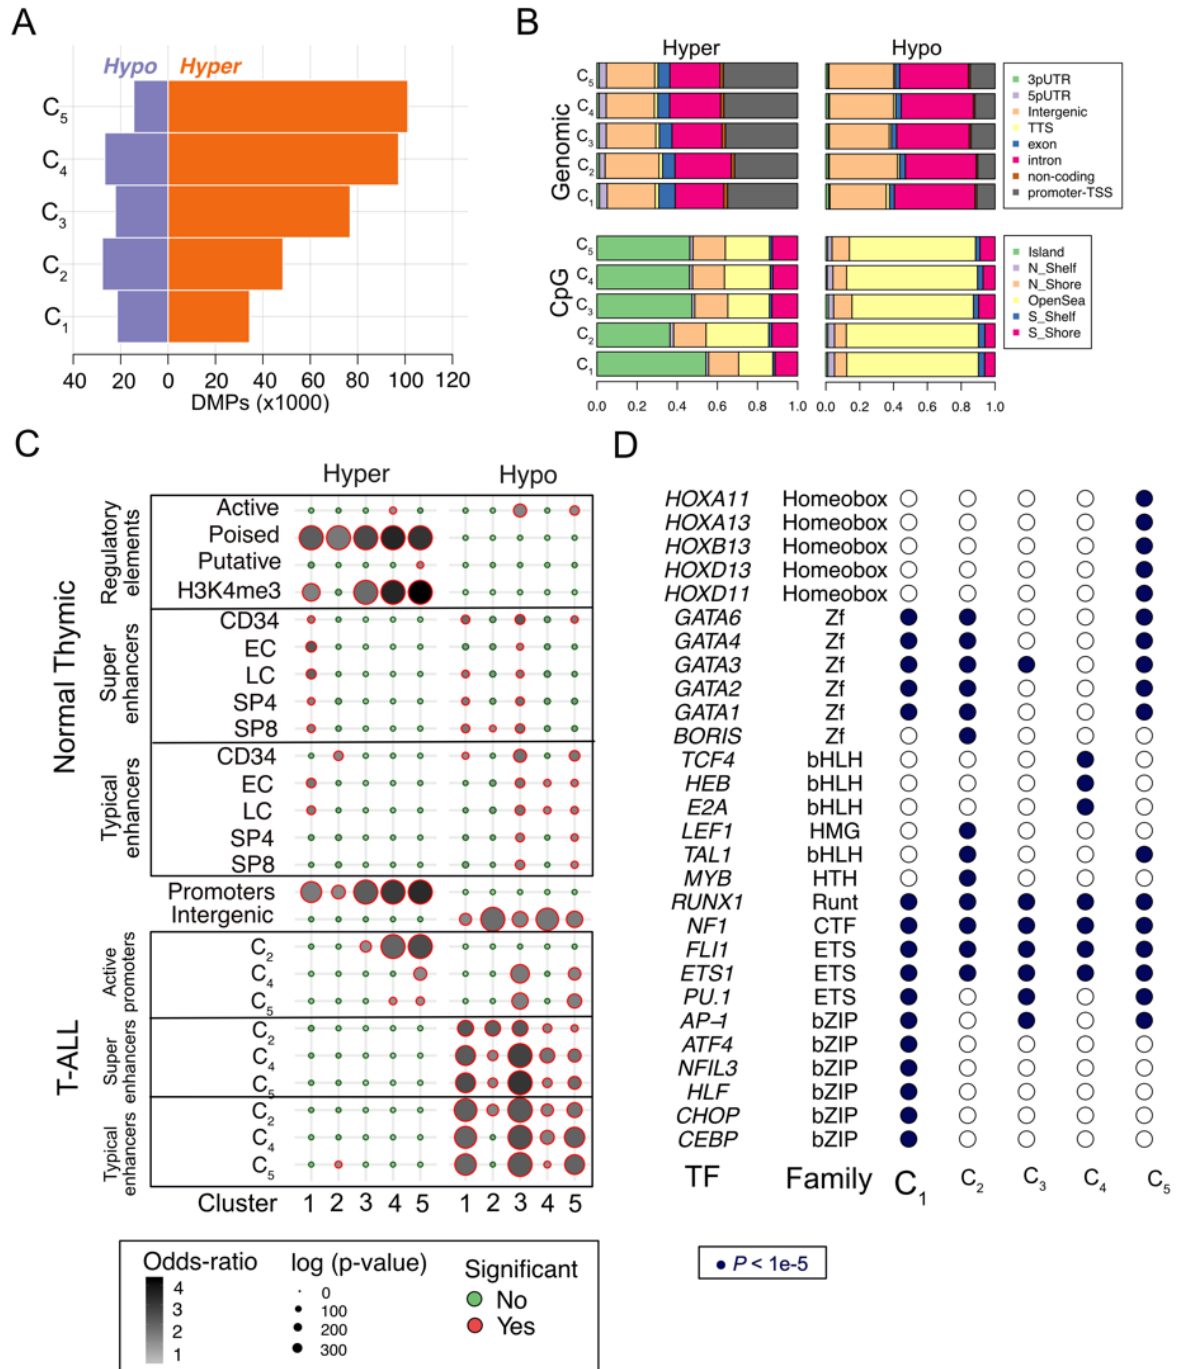 A
Hypo Hyper
C5
C4
C3
C2
C1
40 20 0 20 40 60 80 100 120
DMPs (x1000)
B
Hyper Hypo
Genomic
C5
C4
C3
C2
C1
3pUTR
5pUTR
Intergenic
TTS
exon
intron
non-coding
promoter-TSS
CpG
C5
C4
C3
C2
C1
Island
N_Shelf
N_Shore
OpenSea
S_Shelf
S_Shore
0.0 0.2 0.4 0.6 0.8 1.0 0.0 0.2 0.4 0.6 0.8 1.0
C
Hyper Hypo
Normal Thymic
Regulatory
elements
Active
Poised
Putative
H3K4me3
Super
enhancers
CD34
EC
LC
SP4
SP8
Typical
enhancers
CD34
EC
LC
SP4
SP8
Promoters
Intergenic
T-ALL
Active
promoters
C2
C4
C5
Super
enhancers
C2
C4
C5
Typical
enhancers
C2
C4
C5
Cluster 1 2 3 4 5 1 2 3 4 5
Odds-ratio
4
3
2
1
log (p-value)
0
100
200
300
Significant
No
Yes
D
HOXA11 Homeobox
HOXA13 Homeobox
HOXB13 Homeobox
HOXD13 Homeobox
HOXD11 Homeobox
GATA6 Zf
GATA4 Zf
GATA3 Zf
GATA2 Zf
GATA1 Zf
BORIS Zf
TCF4 bHLH
HEB bHLH
E2A bHLH
LEF1 HMG
TAL1 bHLH
MYB HTH
RUNX1 Runt
NF1 CTF
FLI1 ETS
ETS1 ETS
PU.1 ETS
AP-1 bZIP
ATF4 bZIP
NFIL3 bZIP
HLF bZIP
CHOP bZIP
CEBP bZIP
TF Family C1 C2 C3 C4 C5
P < 1e-5